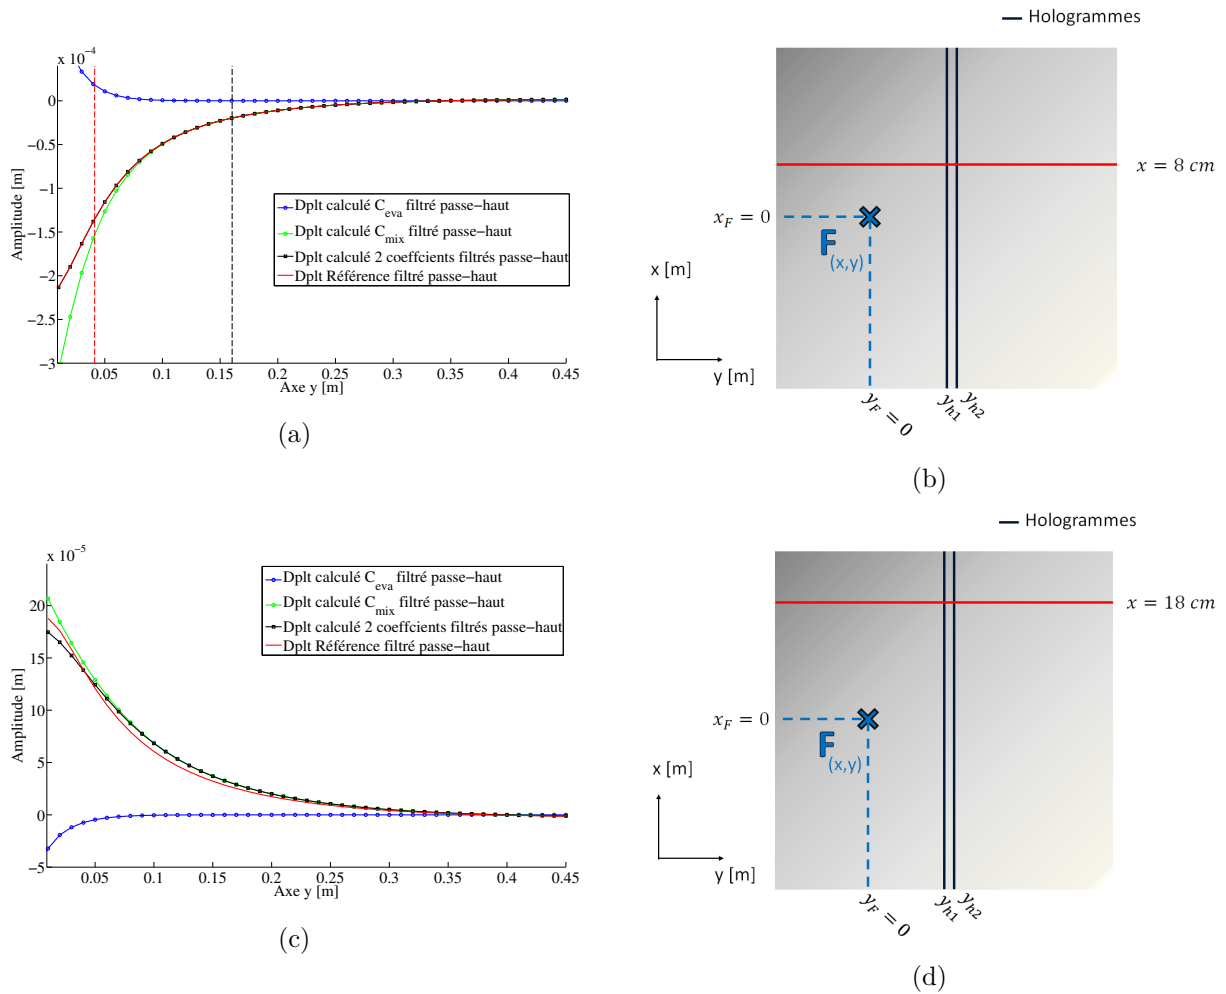 x 10⁻⁴
0
−0.5
−1
−1.5
−2
−2.5
−3
Amplitude [m]
0.05 0.1 0.15 0.2 0.25 0.3 0.35 0.4 0.45
Axe y [m]
Dplt calculé C_eva filtré passe−haut
Dplt calculé C_mix filtré passe−haut
Dplt calculé 2 coeffcients filtrés passe−haut
Dplt Référence filtré passe−haut
(a)
Hologrammes
x = 8 cm
x_F = 0
F(x,y)
x [m]
y [m]
y_F = 0
y_h1
y_h2
(b)
x 10⁻⁵
20
15
10
5
0
−5
Amplitude [m]
0.05 0.1 0.15 0.2 0.25 0.3 0.35 0.4 0.45
Axe y [m]
Dplt calculé C_eva filtré passe−haut
Dplt calculé C_mix filtré passe−haut
Dplt calculé 2 coeffcients filtrés passe−haut
Dplt Référence filtré passe−haut
(c)
Hologrammes
x = 18 cm
x_F = 0
F(x,y)
x [m]
y [m]
y_F = 0
y_h1
y_h2
(d)